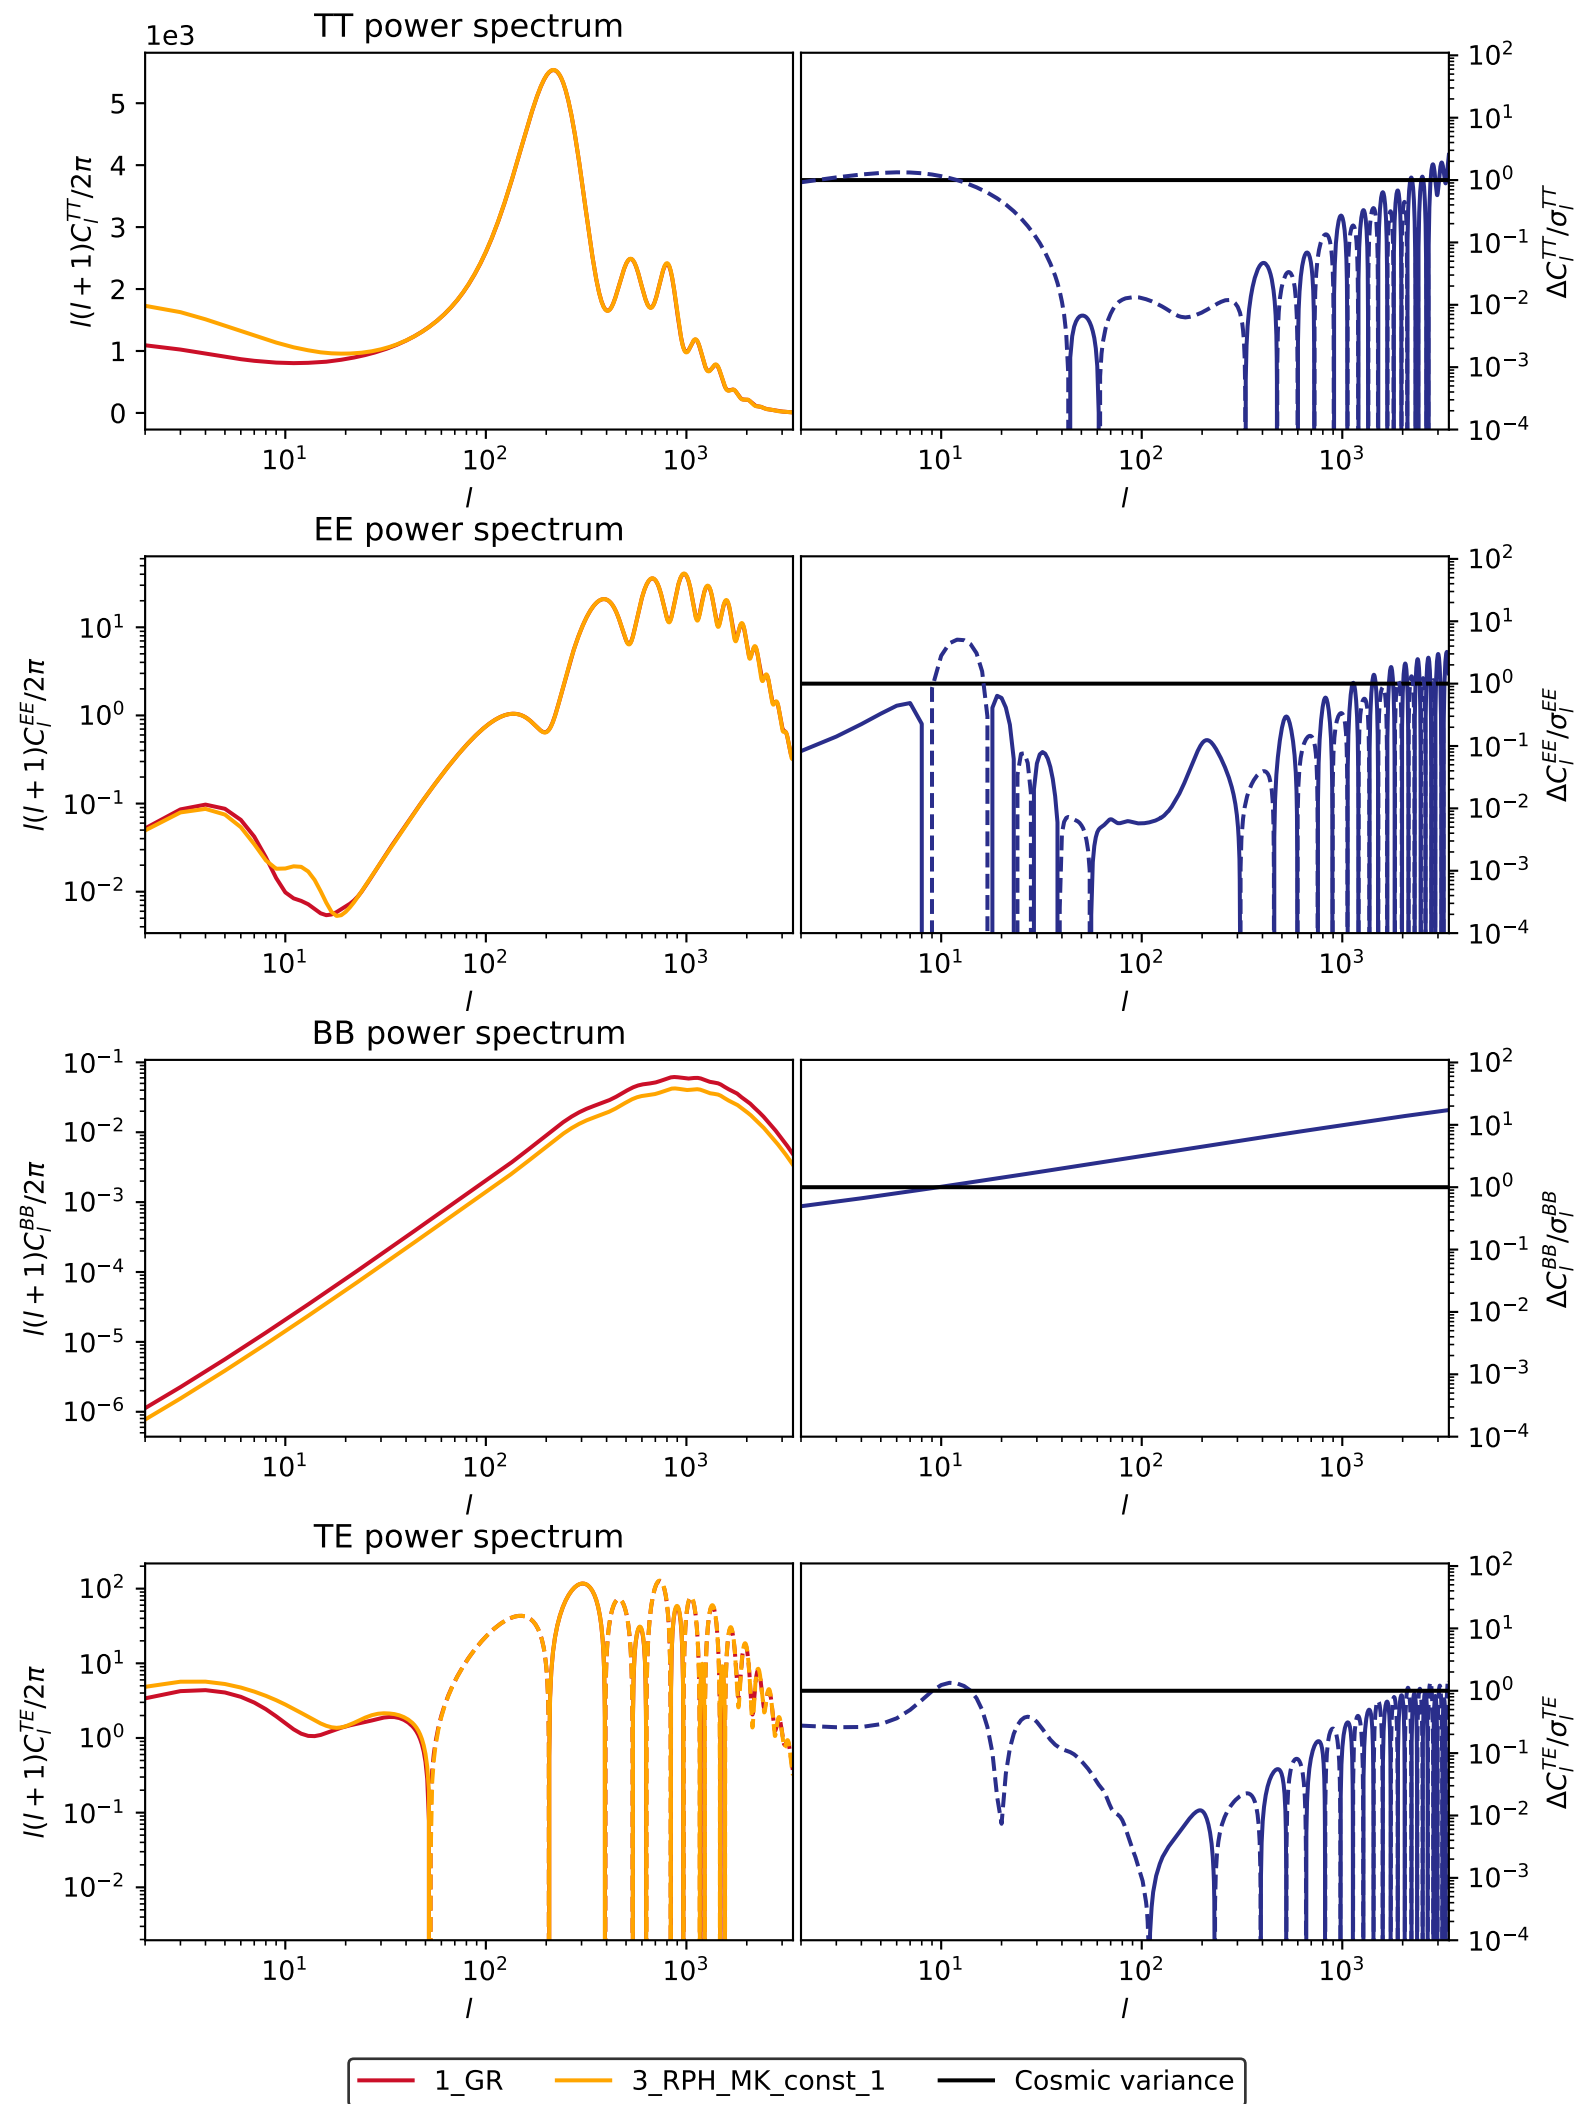 TT power spectrum
1e3
5
4
3
2
1
0
l(l + 1)C_l^{TT}/2π
10^1 10^2 10^3
l
10^2
10^1
10^0
10^{-1}
10^{-2}
10^{-3}
10^{-4}
ΔC_l^{TT}/σ_l^{TT}
10^1 10^2 10^3
l
EE power spectrum
10^1
10^0
10^{-1}
10^{-2}
l(l + 1)C_l^{EE}/2π
10^1 10^2 10^3
l
10^2
10^1
10^0
10^{-1}
10^{-2}
10^{-3}
10^{-4}
ΔC_l^{EE}/σ_l^{EE}
10^1 10^2 10^3
l
BB power spectrum
10^{-1}
10^{-2}
10^{-3}
10^{-4}
10^{-5}
10^{-6}
l(l + 1)C_l^{BB}/2π
10^1 10^2 10^3
l
10^2
10^1
10^0
10^{-1}
10^{-2}
10^{-3}
10^{-4}
ΔC_l^{BB}/σ_l^{BB}
10^1 10^2 10^3
l
TE power spectrum
10^2
10^1
10^0
10^{-1}
10^{-2}
l(l + 1)C_l^{TE}/2π
10^1 10^2 10^3
l
10^2
10^1
10^0
10^{-1}
10^{-2}
10^{-3}
10^{-4}
ΔC_l^{TE}/σ_l^{TE}
10^1 10^2 10^3
l
1_GR 3_RPH_MK_const_1 Cosmic variance